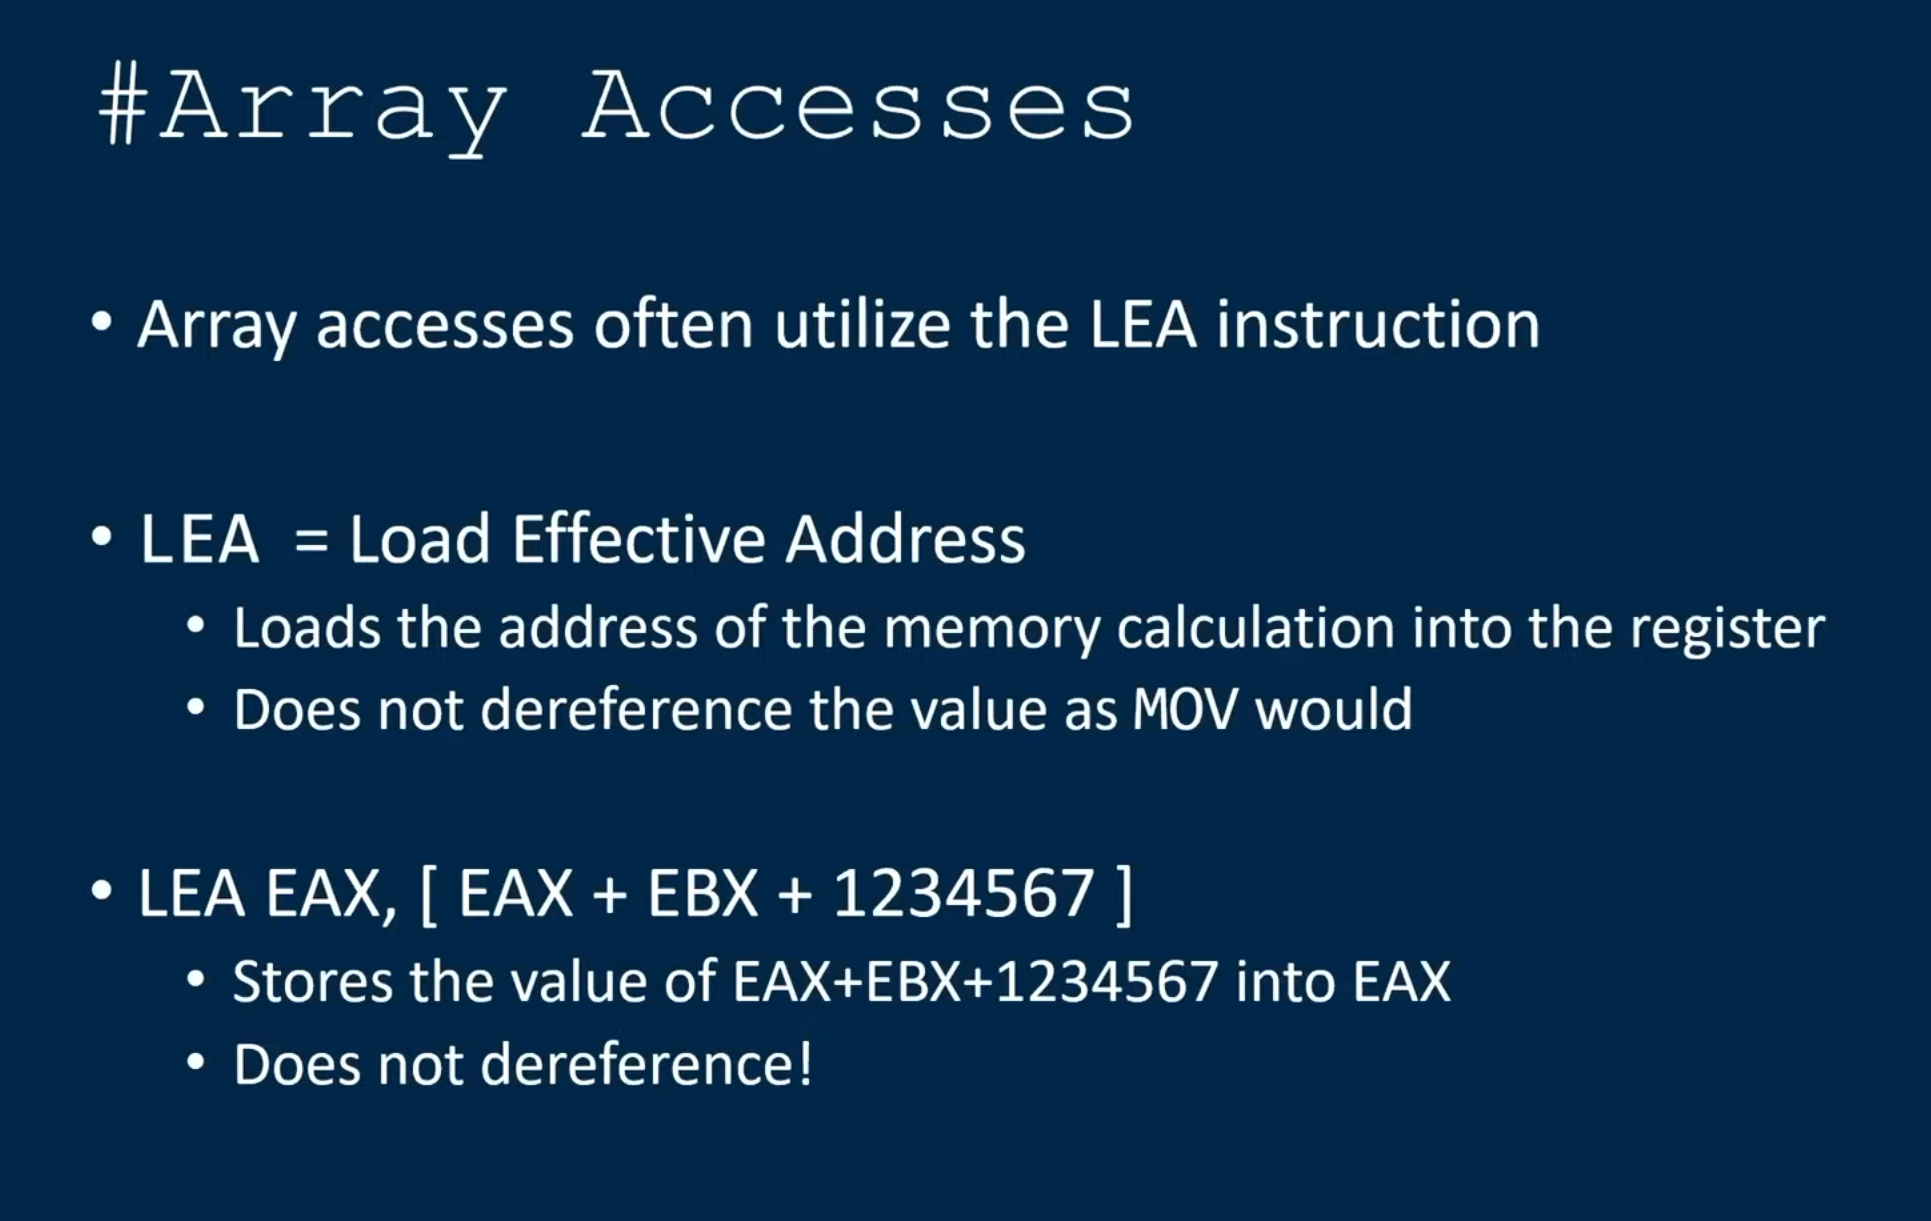 #Array Accesses
• Array accesses often utilize the LEA instruction
• LEA = Load Effective Address
• Loads the address of the memory calculation into the register
• Does not dereference the value as MOV would
• LEA EAX, [ EAX + EBX + 1234567 ]
• Stores the value of EAX+EBX+1234567 into EAX
• Does not dereference!